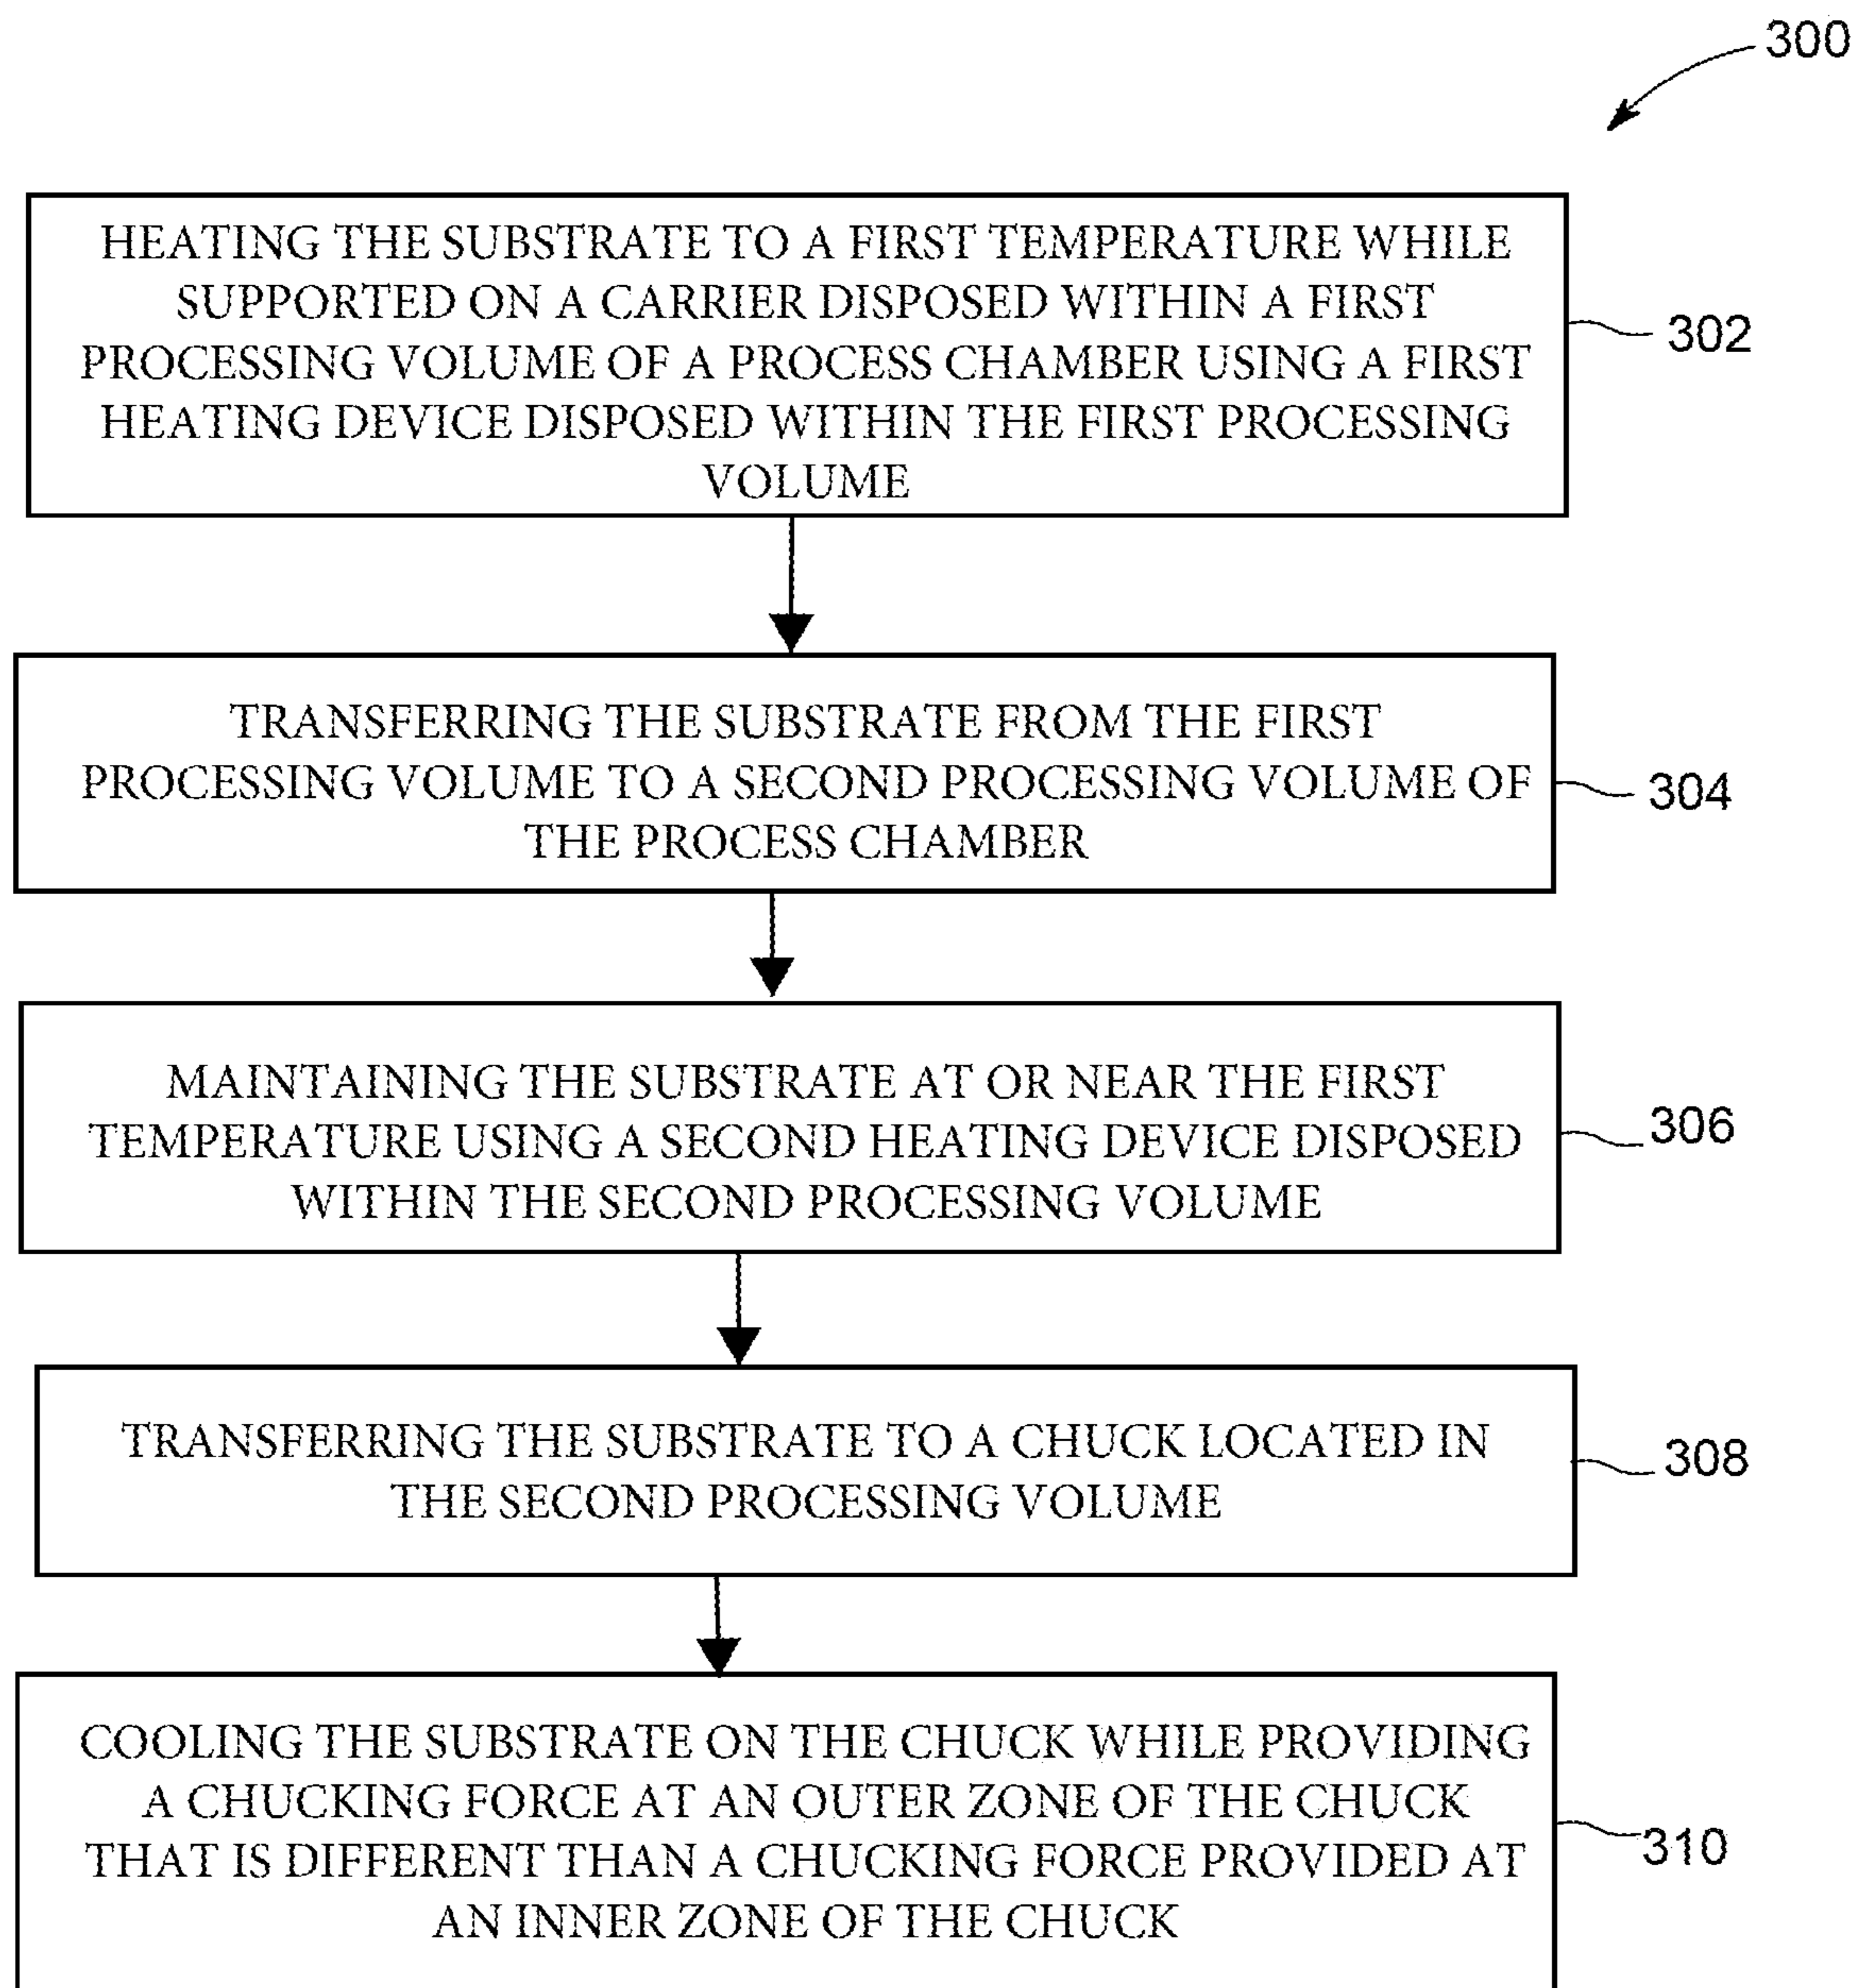 300
HEATING THE SUBSTRATE TO A FIRST TEMPERATURE WHILE
SUPPORTED ON A CARRIER DISPOSED WITHIN A FIRST
PROCESSING VOLUME OF A PROCESS CHAMBER USING A FIRST
HEATING DEVICE DISPOSED WITHIN THE FIRST PROCESSING
VOLUME
302
TRANSFERRING THE SUBSTRATE FROM THE FIRST
PROCESSING VOLUME TO A SECOND PROCESSING VOLUME OF
THE PROCESS CHAMBER
304
MAINTAINING THE SUBSTRATE AT OR NEAR THE FIRST
TEMPERATURE USING A SECOND HEATING DEVICE DISPOSED
WITHIN THE SECOND PROCESSING VOLUME
306
TRANSFERRING THE SUBSTRATE TO A CHUCK LOCATED IN
THE SECOND PROCESSING VOLUME
308
COOLING THE SUBSTRATE ON THE CHUCK WHILE PROVIDING
A CHUCKING FORCE AT AN OUTER ZONE OF THE CHUCK
THAT IS DIFFERENT THAN A CHUCKING FORCE PROVIDED AT
AN INNER ZONE OF THE CHUCK
310